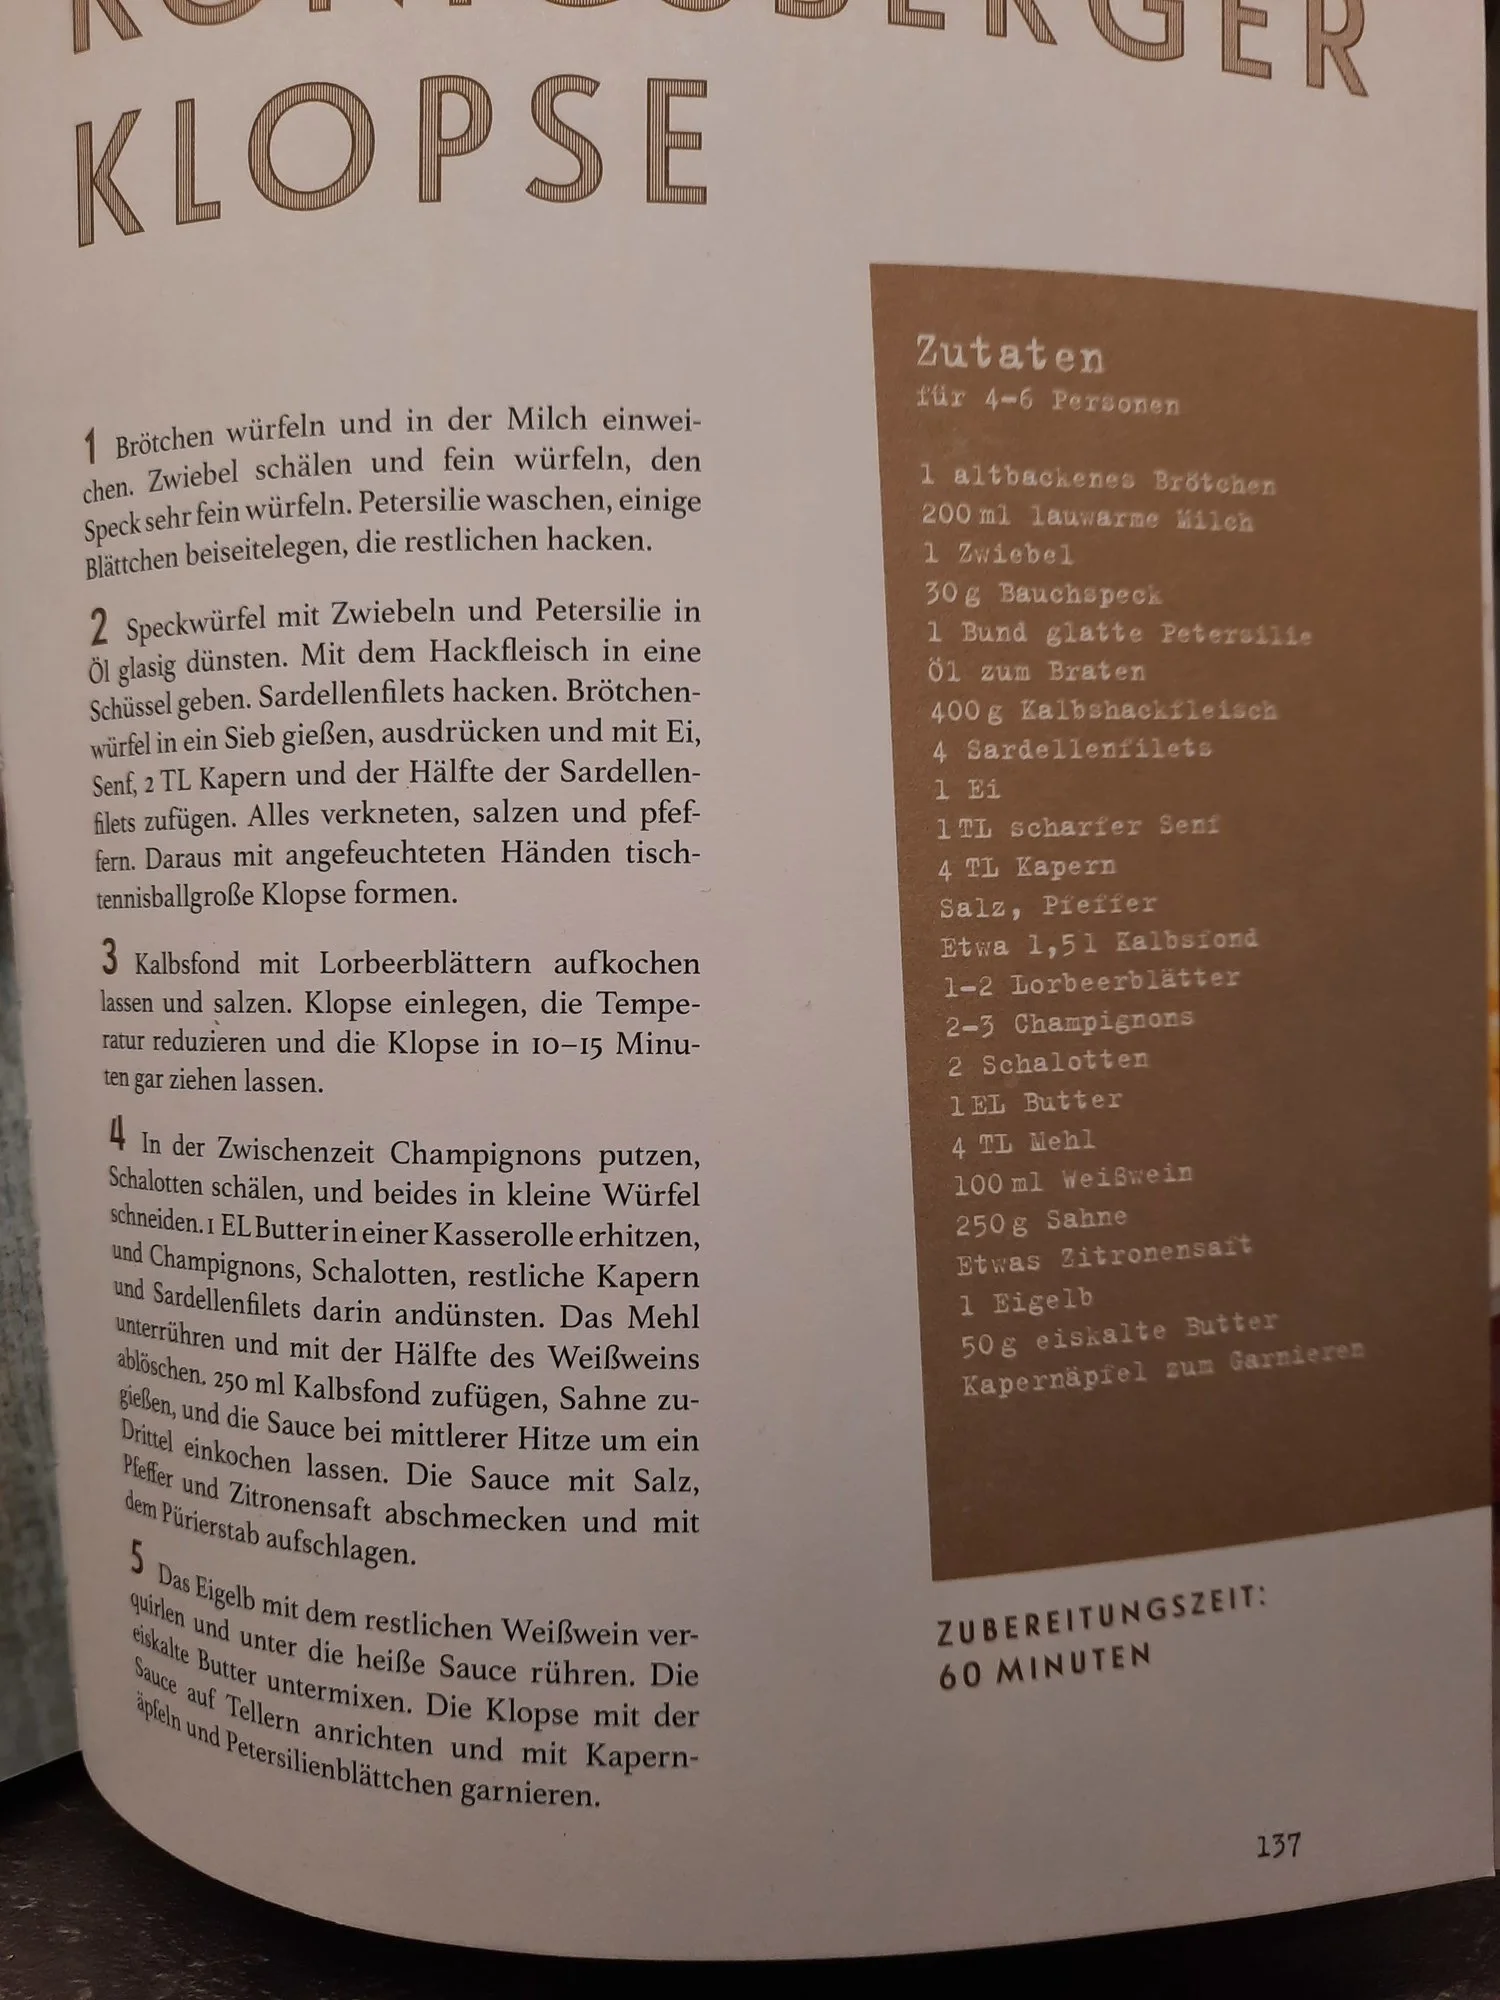 KÖNIGSBERGER
KLOPSE
1 Brötchen würfeln und in der Milch einwei-
chen. Zwiebel schälen und fein würfeln, den
Speck sehr fein würfeln. Petersilie waschen, einige
Blättchen beiseitelegen, die restlichen hacken.
2 Speckwürfel mit Zwiebeln und Petersilie in
Öl glasig dünsten. Mit dem Hackfleisch in eine
Schüssel geben. Sardellenfilets hacken. Brötchen-
würfel in ein Sieb gießen, ausdrücken und mit Ei,
Senf, 2 TL Kapern und der Hälfte der Sardellen-
filets zufügen. Alles verkneten, salzen und pfef-
fern. Daraus mit angefeuchteten Händen tisch-
tennisballgroße Klopse formen.
3 Kalbsfond mit Lorbeerblättern aufkochen
lassen und salzen. Klopse einlegen, die Tempe-
ratur reduzieren und die Klopse in 10–15 Minu-
ten gar ziehen lassen.
4 In der Zwischenzeit Champignons putzen,
Schalotten schälen, und beides in kleine Würfel
schneiden. 1 EL Butter in einer Kasserolle erhitzen,
und Champignons, Schalotten, restliche Kapern
und Sardellenfilets darin andünsten. Das Mehl
unterrühren und mit der Hälfte des Weißweins
ablöschen. 250 ml Kalbsfond zufügen, Sahne zu-
gießen, und die Sauce bei mittlerer Hitze um ein
Drittel einkochen lassen. Die Sauce mit Salz,
Pfeffer und Zitronensaft abschmecken und mit
dem Pürierstab aufschlagen.
5 Das Eigelb mit dem restlichen Weißwein ver-
quirlen und unter die heiße Sauce rühren. Die
eiskalte Butter untermixen. Die Klopse mit der
Sauce auf Tellern anrichten und mit Kapern-
äpfeln und Petersilienblättchen garnieren.
Zutaten
für 4–6 Personen
1 altbackenes Brötchen
200 ml lauwarme Milch
1 Zwiebel
30 g Bauchspeck
1 Bund glatte Petersilie
Öl zum Braten
400 g Kalbshackfleisch
4 Sardellenfilets
1 Ei
1 TL scharfer Senf
4 TL Kapern
Salz, Pfeffer
Etwa 1,5 l Kalbsfond
1–2 Lorbeerblätter
2–3 Champignons
2 Schalotten
1 EL Butter
4 TL Mehl
100 ml Weißwein
250 g Sahne
Etwas Zitronensaft
1 Eigelb
50 g eiskalte Butter
Kapernäpfel zum Garnieren
ZUBEREITUNGSZEIT:
60 MINUTEN
137